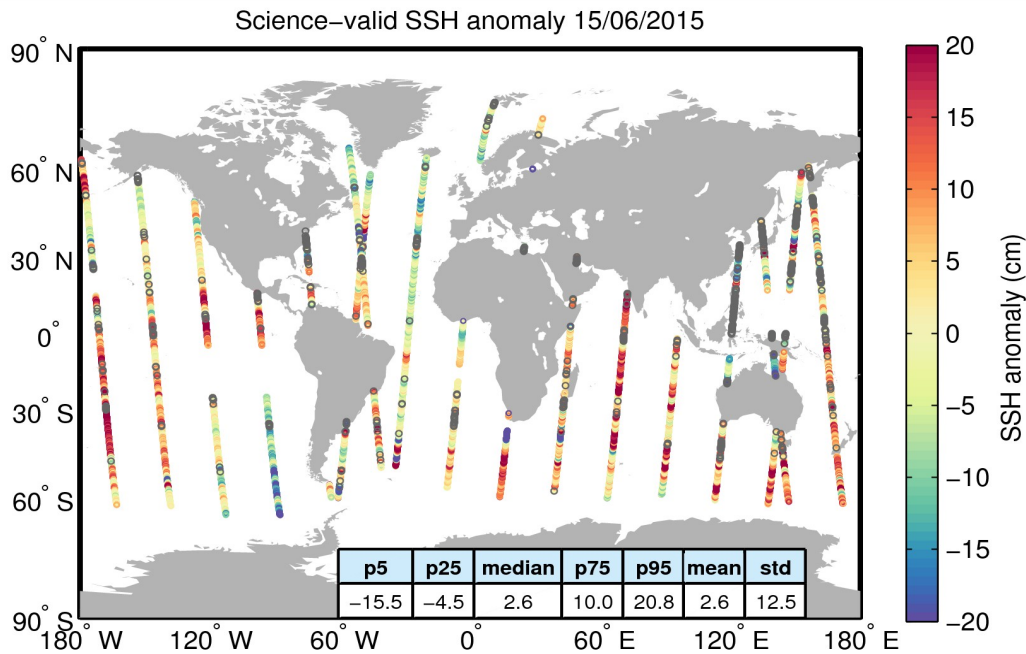 Science−valid SSH anomaly 15/06/2015
90° N
60° N
30° N
0°
30° S
60° S
90° S
180° W
120° W
60° W
0°
60° E
120° E
180° E
p5 p25 median p75 p95 mean std
−15.5 −4.5 2.6 10.0 20.8 2.6 12.5
20
15
10
5
0
−5
−10
−15
−20
SSH anomaly (cm)